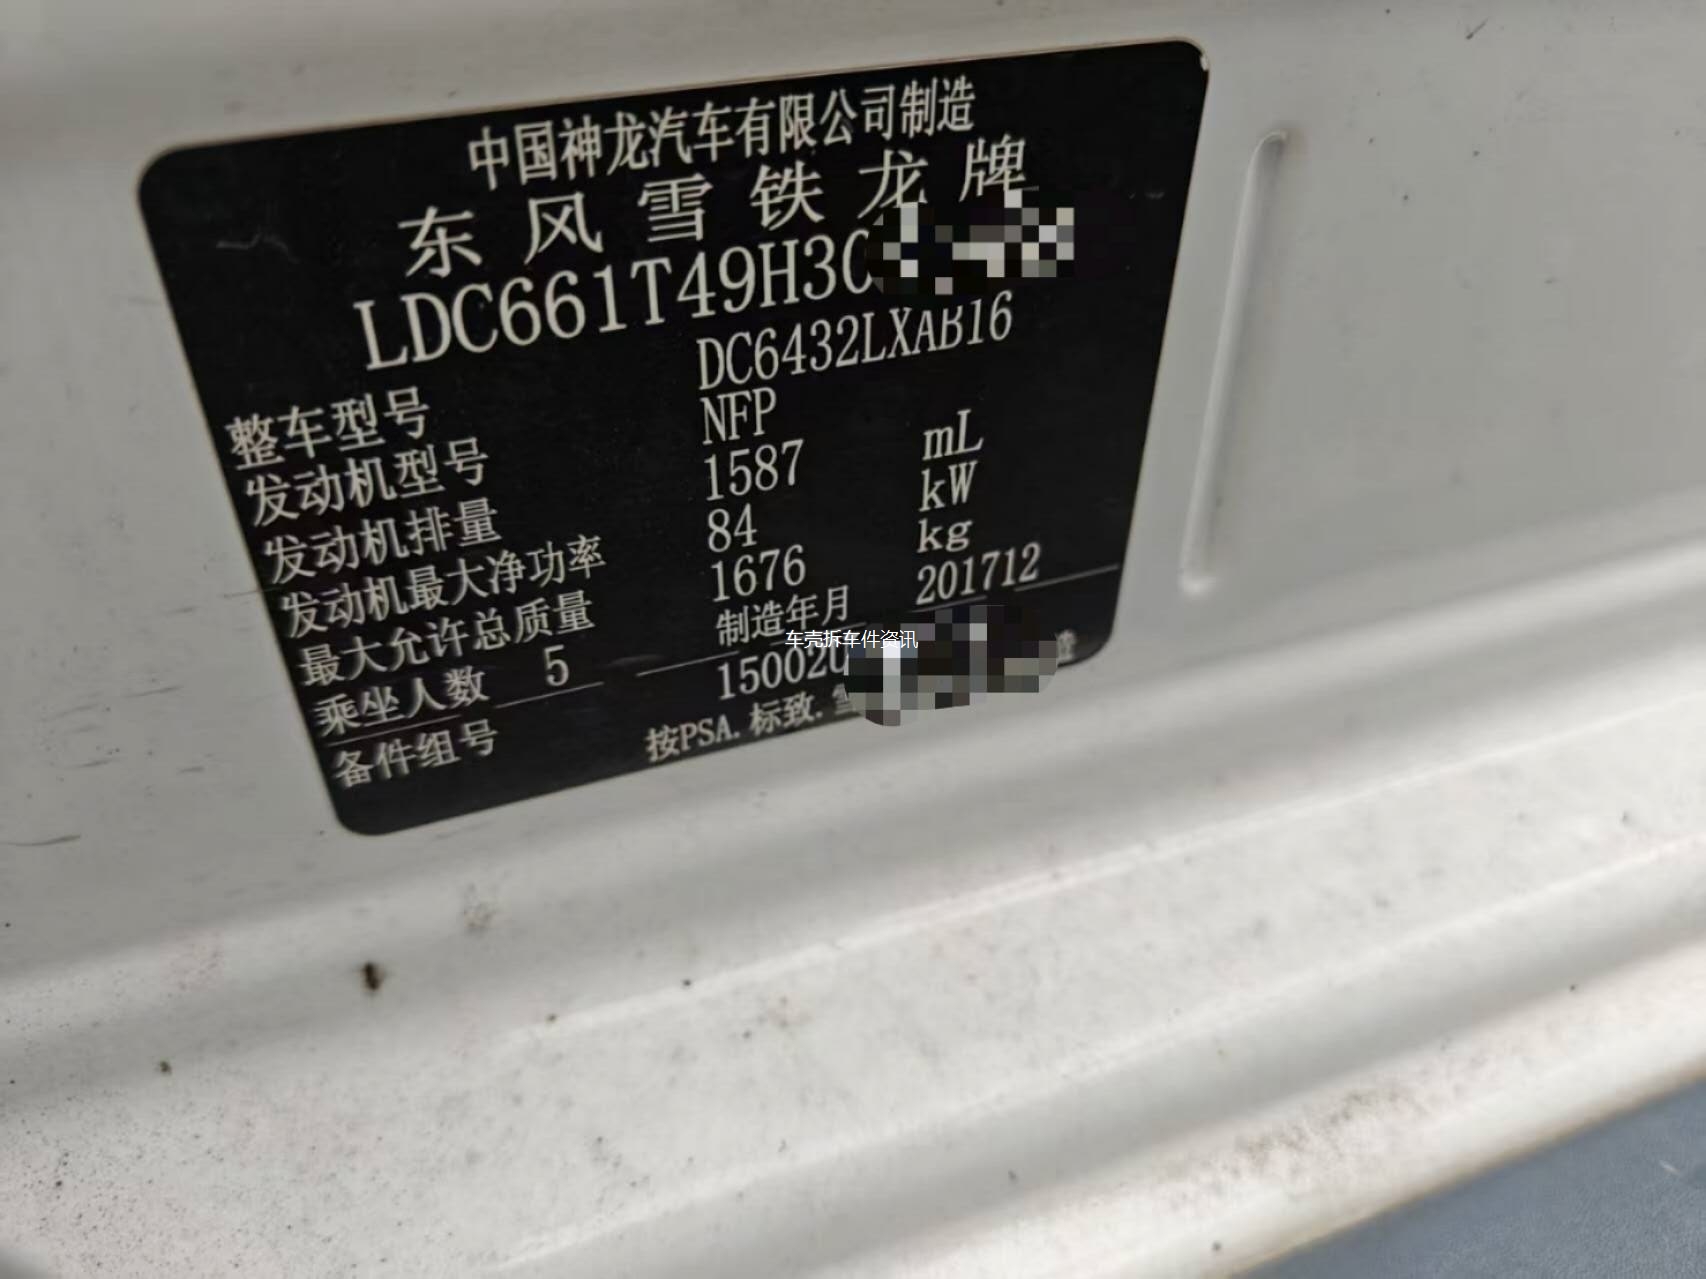 中国神龙汽车有限公司制造
东风雪铁龙牌
LDC661T49H3
整车型号 DC6432LXAB16
发动机型号 NFP
发动机排量 1587 mL
发动机最大净功率 84 kW
最大允许总质量 1676 kg
乘坐人数 5 制造年月 201712
备件组号 15002
按PSA.标致.
车壳拆车件资讯